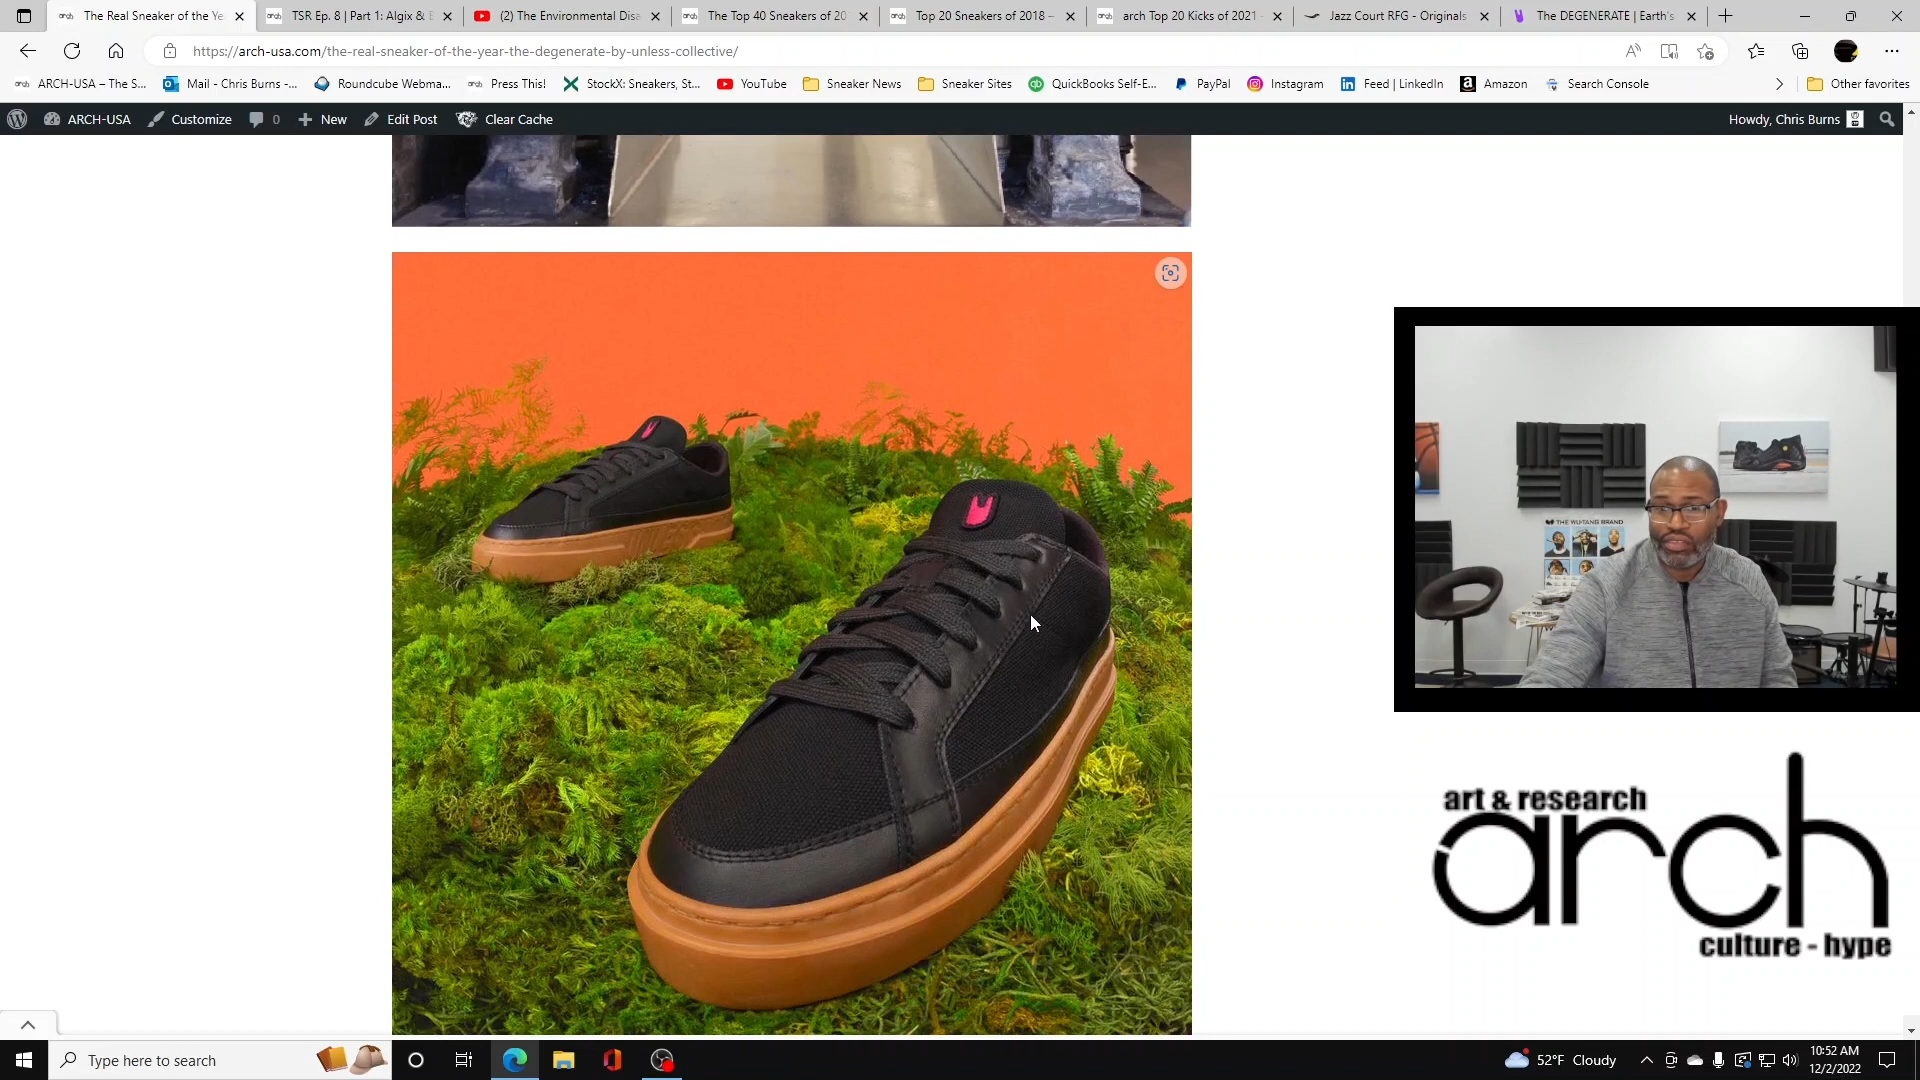 The Real Sneaker of the Ye
TSR Ep. 8 | Part 1: Algix & E
(2) The Environmental Disa
The Top 40 Sneakers of 20
Top 20 Sneakers of 2018 –
arch Top 20 Kicks of 2021 -
Jazz Court RFG - Originals
The DEGENERATE | Earth's
https://arch-usa.com/the-real-sneaker-of-the-year-the-degenerate-by-unless-collective/
ARCH-USA – The S...
Mail - Chris Burns -...
Roundcube Webma...
Press This!
StockX: Sneakers, St...
YouTube
Sneaker News
Sneaker Sites
QuickBooks Self-E...
PayPal
Instagram
Feed | LinkedIn
Amazon
Search Console
Other favorites
ARCH-USA
Customize
0
New
Edit Post
Clear Cache
Howdy, Chris Burns
THE WU-TANG BRAND
art & research
arch
culture - hype
Type here to search
52°F Cloudy
10:52 AM
12/2/2022